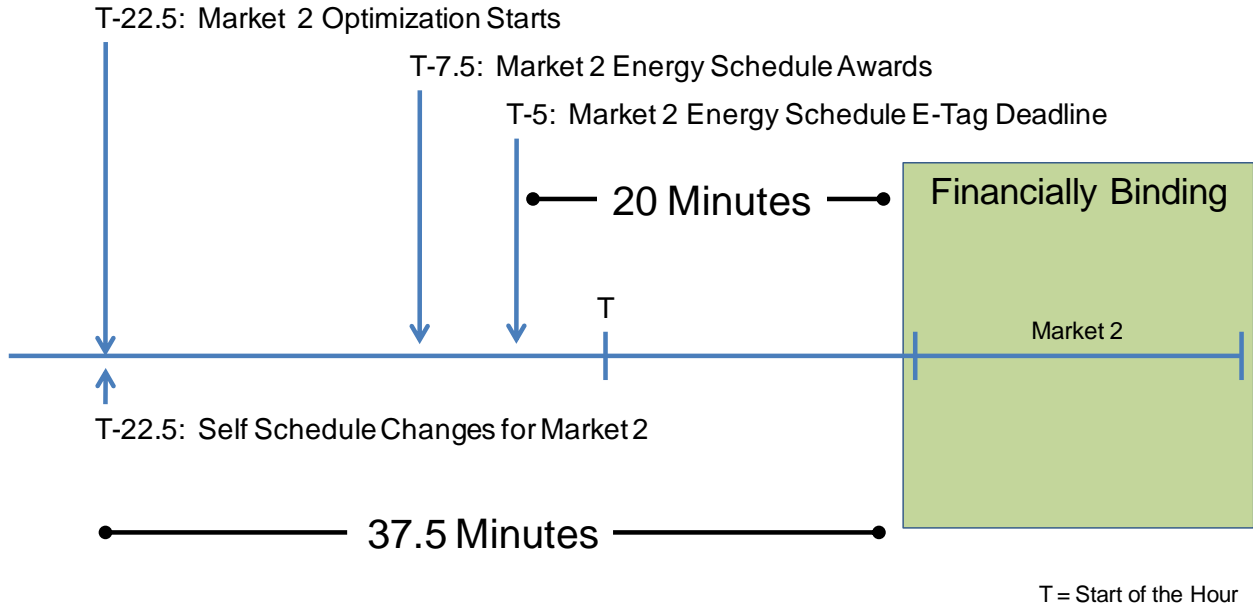 T-22.5: Market 2 Optimization Starts
T-7.5: Market 2 Energy Schedule Awards
T-5: Market 2 Energy Schedule E-Tag Deadline
20 Minutes
Financially Binding
T
Market 2
T-22.5: Self Schedule Changes for Market 2
37.5 Minutes
T = Start of the Hour